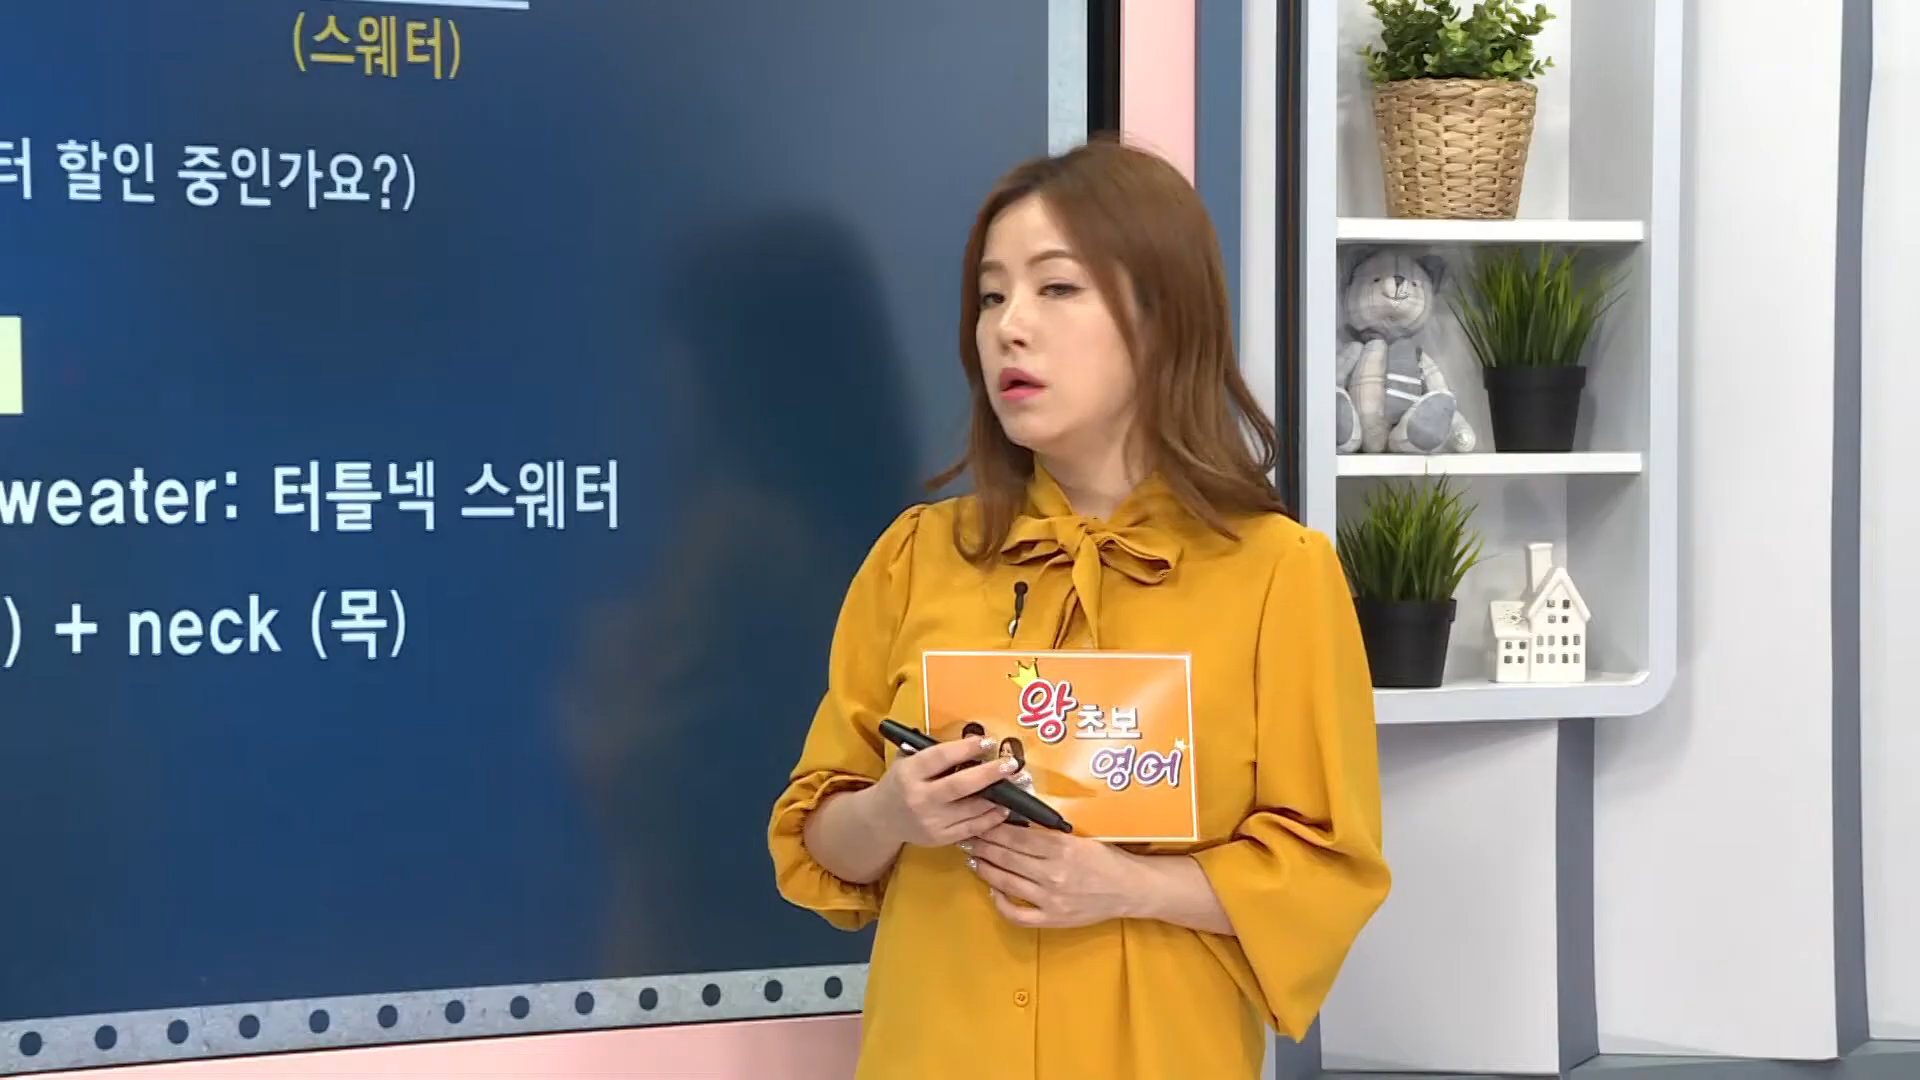 (스웨터)
터 할인 중인가요?)
weater: 터틀넥 스웨터
) + neck (목)
왕초보
영어